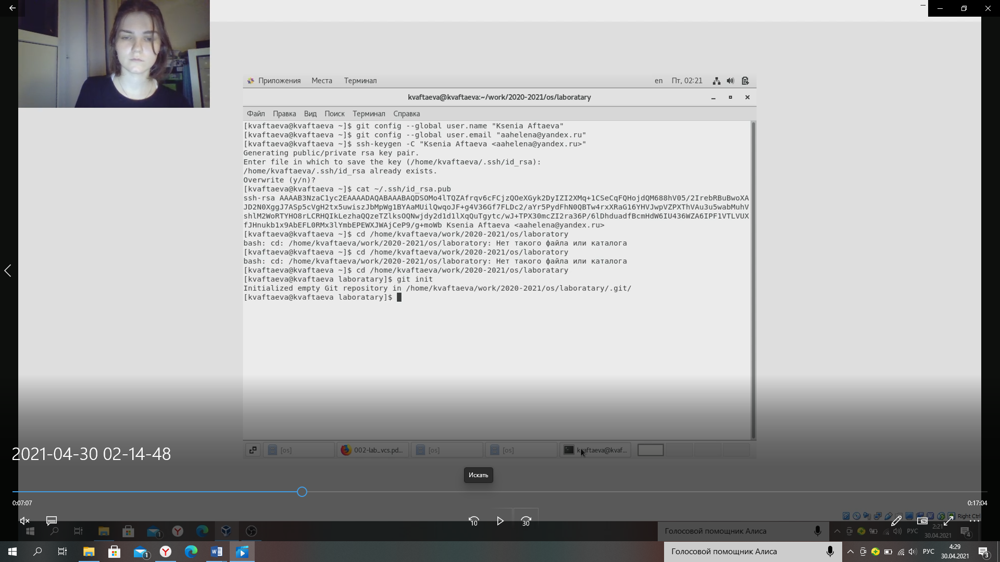 Приложения Места Терминал en Пт, 02:21
kvaftaeva@kvaftaeva:~/work/2020-2021/os/laboratary
Файл Правка Вид Поиск Терминал Справка
[kvaftaeva@kvaftaeva ~]$ git config --global user.name "Ksenia Aftaeva"
[kvaftaeva@kvaftaeva ~]$ git config --global user.email "aahelena@yandex.ru"
[kvaftaeva@kvaftaeva ~]$ ssh-keygen -C "Ksenia Aftaeva <aahelena@yandex.ru>"
Generating public/private rsa key pair.
Enter file in which to save the key (/home/kvaftaeva/.ssh/id_rsa):
/home/kvaftaeva/.ssh/id_rsa already exists.
Overwrite (y/n)?
[kvaftaeva@kvaftaeva ~]$ cat ~/.ssh/id_rsa.pub
ssh-rsa AAAAB3NzaC1yc2EAAAADAQABAAABAQDSOMo4lTQZAfrqv6cFCjzQOeXGyk2DyIZI2XMq+1CSeCqFQHojdQM688hV05/2IrebRBuBwoXA
JD2N0XggJ7ASp5cVgH2tx5uwiszJbMpWg1BYAaMUilQwqoJF+g4V36Gf7FLDc2/aYr5PydFhN0QBTw4rxXRaG16YHVJwpVZPXThVAu3u5wabMuhV
shlM2WoRTYHO8rLCRHQIkLezhaQQzeTZlksOQNwjdy2d1d1lXqQuTgytc/wJ+TPX30mcZI2ra36P/6lDhduadfBcmHdW6IU436WZA6IPF1VTLVUX
fJHnukb1x9AbEFL0RMx3lYmbEPEWXJWAjCeP9/g+moWb Ksenia Aftaeva <aahelena@yandex.ru>
[kvaftaeva@kvaftaeva ~]$ cd /home/kvaftaeva/work/2020-2021/os/laboratory
bash: cd: /home/kvaftaeva/work/2020-2021/os/laboratory: Нет такого файла или каталога
[kvaftaeva@kvaftaeva ~]$ cd /home/kvaftaeva/work/2020-2021/os/laboratory
bash: cd: /home/kvaftaeva/work/2020-2021/os/laboratory: Нет такого файла или каталога
[kvaftaeva@kvaftaeva ~]$ cd /home/kvaftaeva/work/2020-2021/os/laboratary
[kvaftaeva@kvaftaeva laboratary]$ git init
Initialized empty Git repository in /home/kvaftaeva/work/2020-2021/os/laboratary/.git/
[kvaftaeva@kvaftaeva laboratary]$
[os] 002-lab_vcs.pd... [os] [os] kvaftaeva@kvaf...
2021-04-30 02-14-48
Искать
0:07:07 0:17:04
10 30
Right Ctrl
1 Голосовой помощник Алиса РУС 2:21
30.04.2021 4
1 Голосовой помощник Алиса РУС 4:29
30.04.2021 3